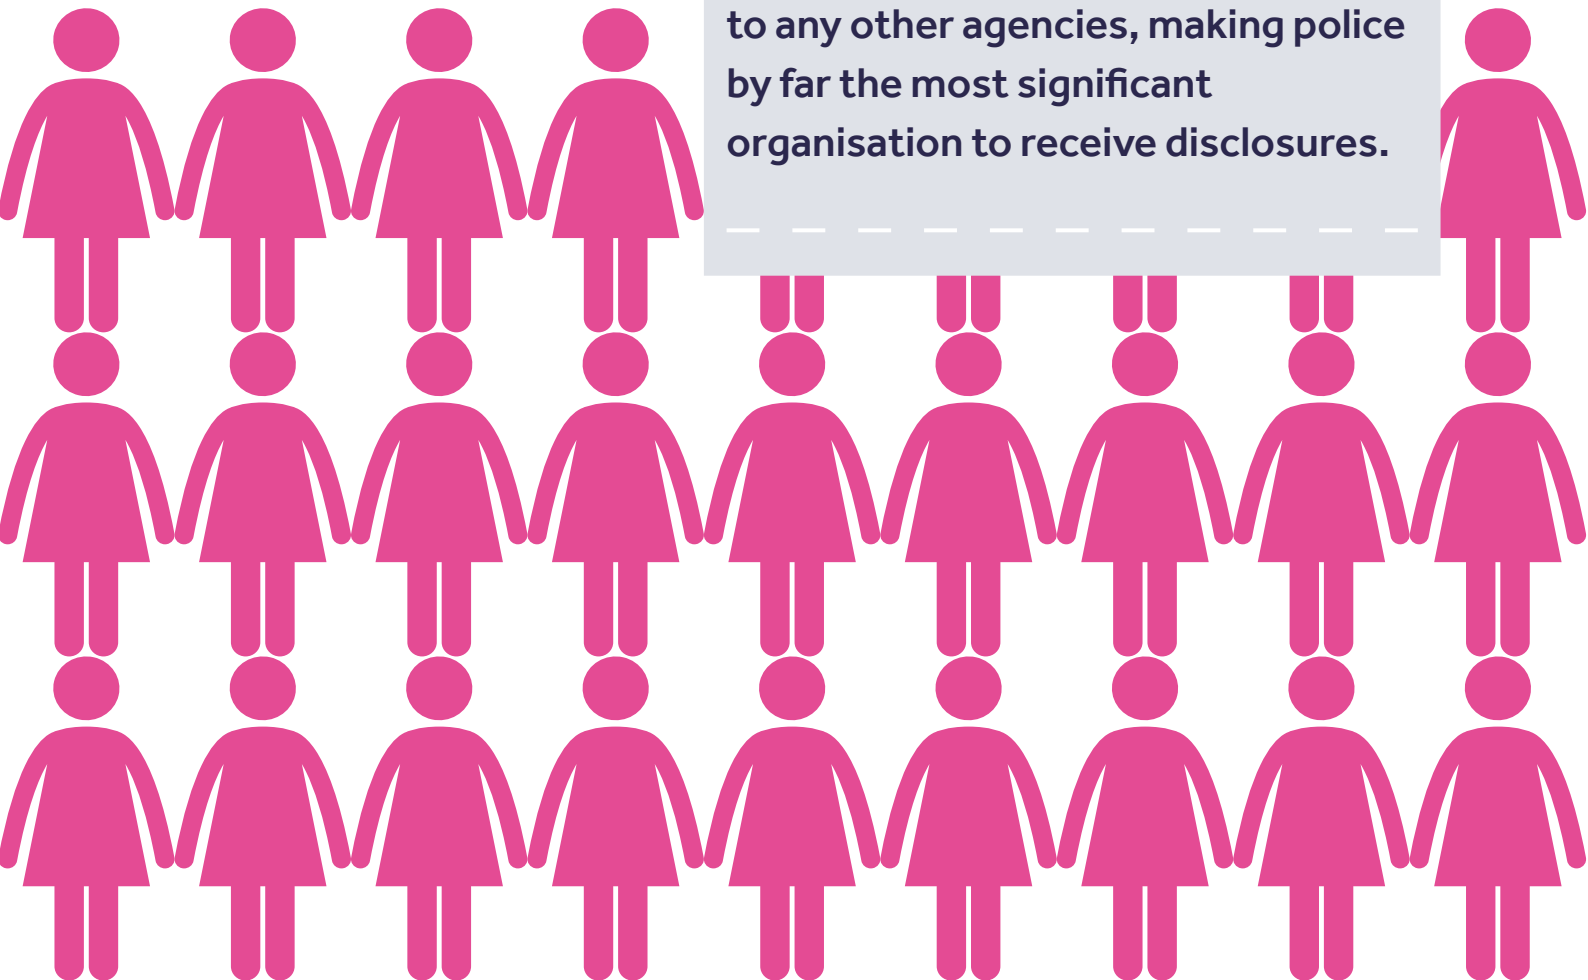 to any other agencies, making police
by far the most significant
organisation to receive disclosures.